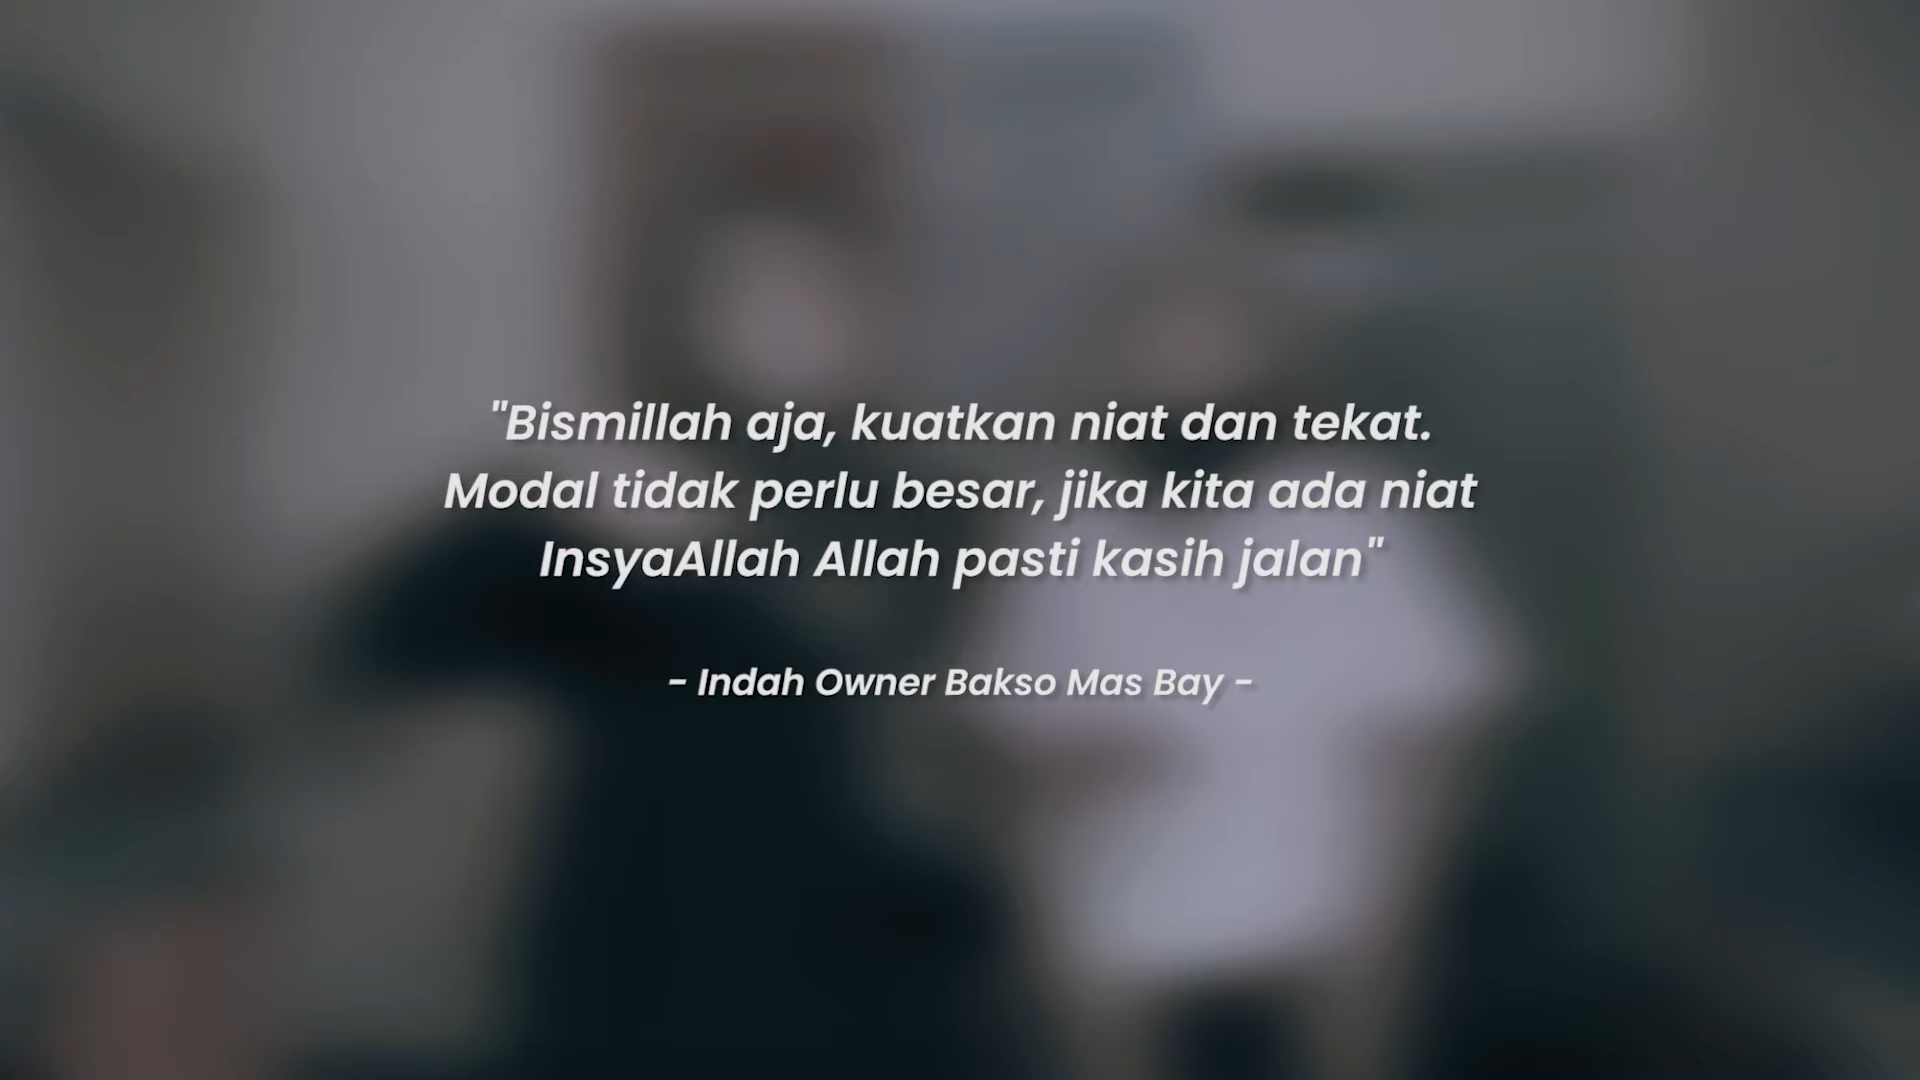 "Bismillah aja, kuatkan niat dan tekat.
Modal tidak perlu besar, jika kita ada niat
InsyaAllah Allah pasti kasih jalan"
- Indah Owner Bakso Mas Bay -